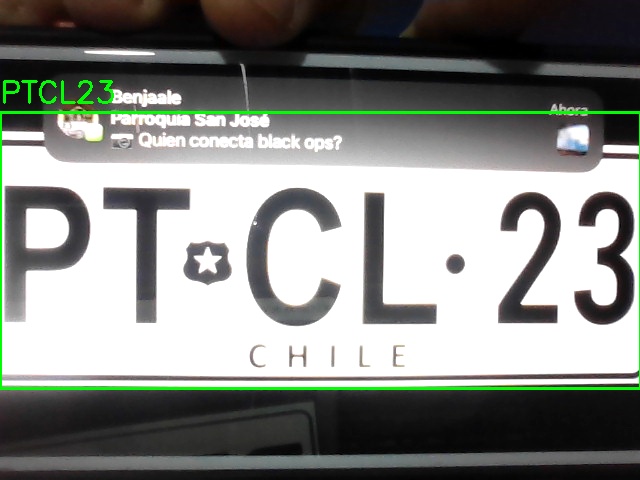 PTCL23
Benjaale
Ahora
Parroquia San José
Quien conecta black ops?
PT CL · 23
CHILE